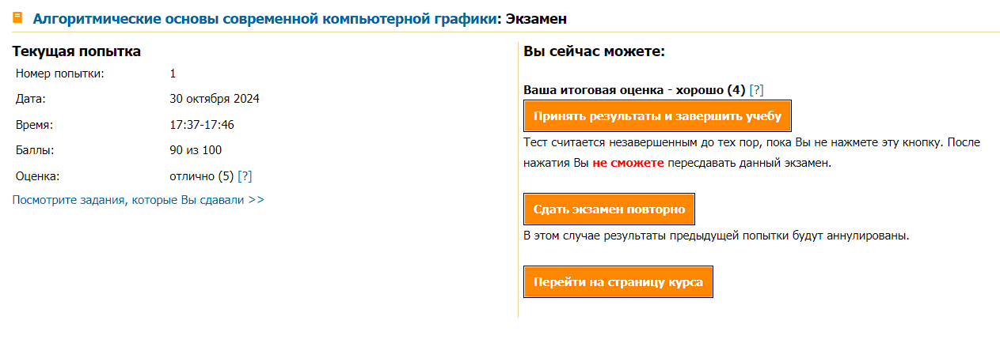 Алгоритмические основы современной компьютерной графики: Экзамен
Текущая попытка
Номер попытки: 1
Дата: 30 октября 2024
Время: 17:37-17:46
Баллы: 90 из 100
Оценка: отлично (5) [?]
Посмотрите задания, которые Вы сдавали >>
Вы сейчас можете:
Ваша итоговая оценка - хорошо (4) [?]
Принять результаты и завершить учебу
Тест считается незавершенным до тех пор, пока Вы не нажмете эту кнопку. После
нажатия Вы не сможете пересдавать данный экзамен.
Сдать экзамен повторно
В этом случае результаты предыдущей попытки будут аннулированы.
Перейти на страницу курса